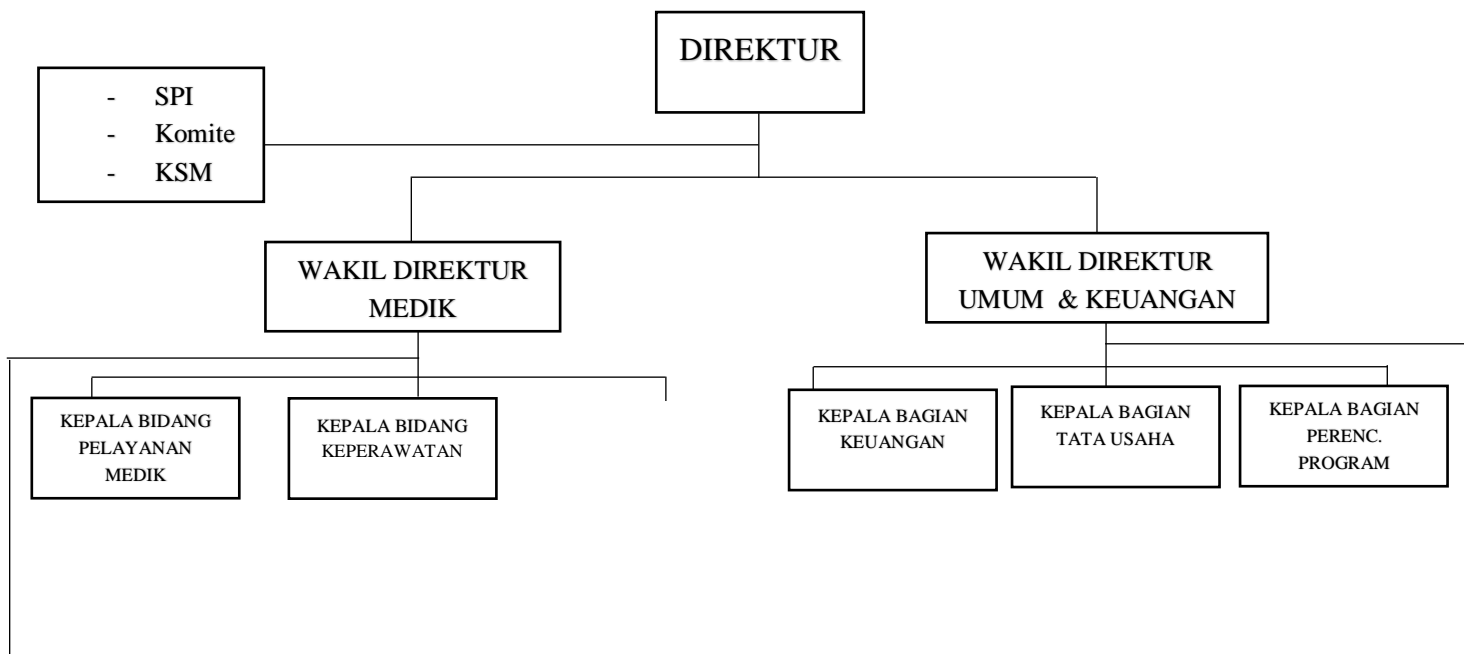 DIREKTUR
- SPI
- Komite
- KSM
WAKIL DIREKTUR
MEDIK
WAKIL DIREKTUR
UMUM & KEUANGAN
KEPALA BIDANG
PELAYANAN
MEDIK
KEPALA BIDANG
KEPERAWATAN
KEPALA BAGIAN
KEUANGAN
KEPALA BAGIAN
TATA USAHA
KEPALA BAGIAN
PERENC.
PROGRAM